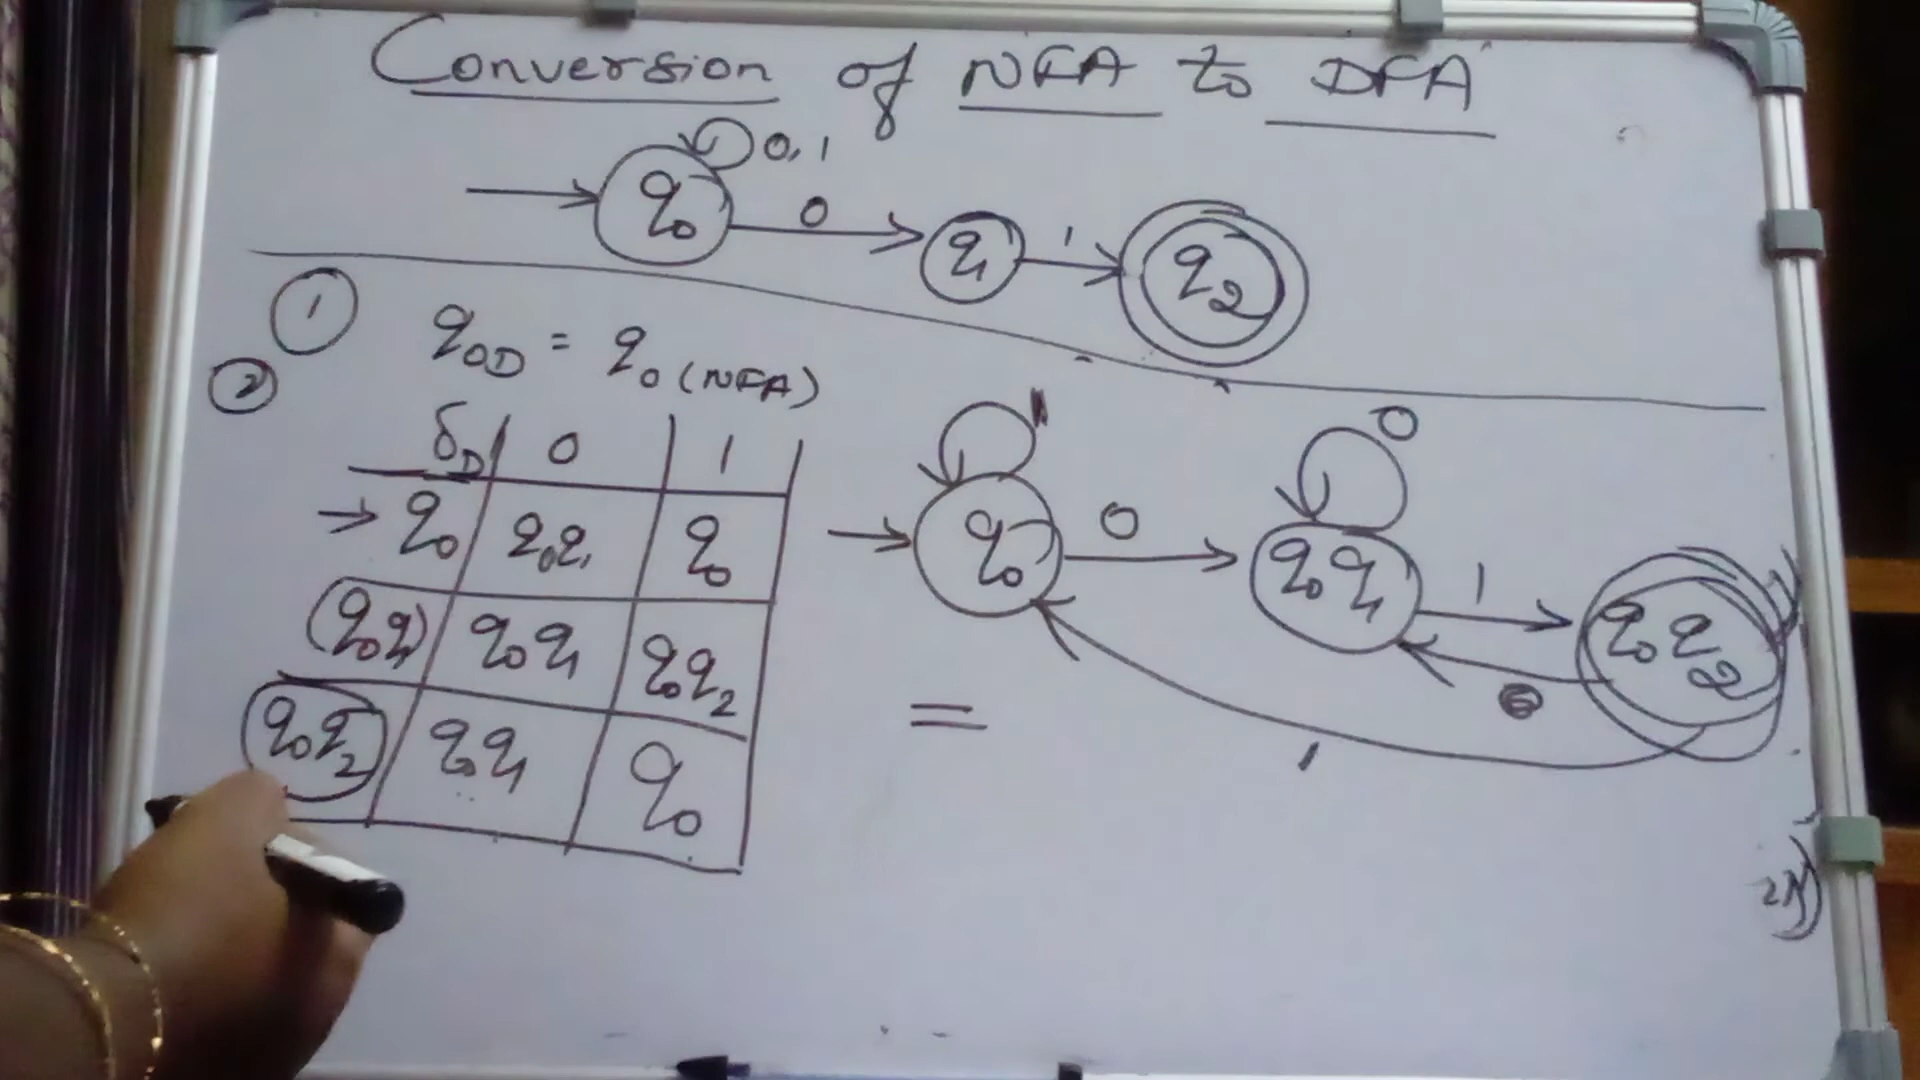 Conversion of NFA to DFA
0, 1
q0 0 q1 1 q2
1 q0D = q0 (NFA)
2
δD 0 1
→ q0 q0q1 q0
(q0q1) q0q1 q0q2
q0q2 q0q1 q0
1 0
q0 0 q0q1 1 q0q2
0
=
1